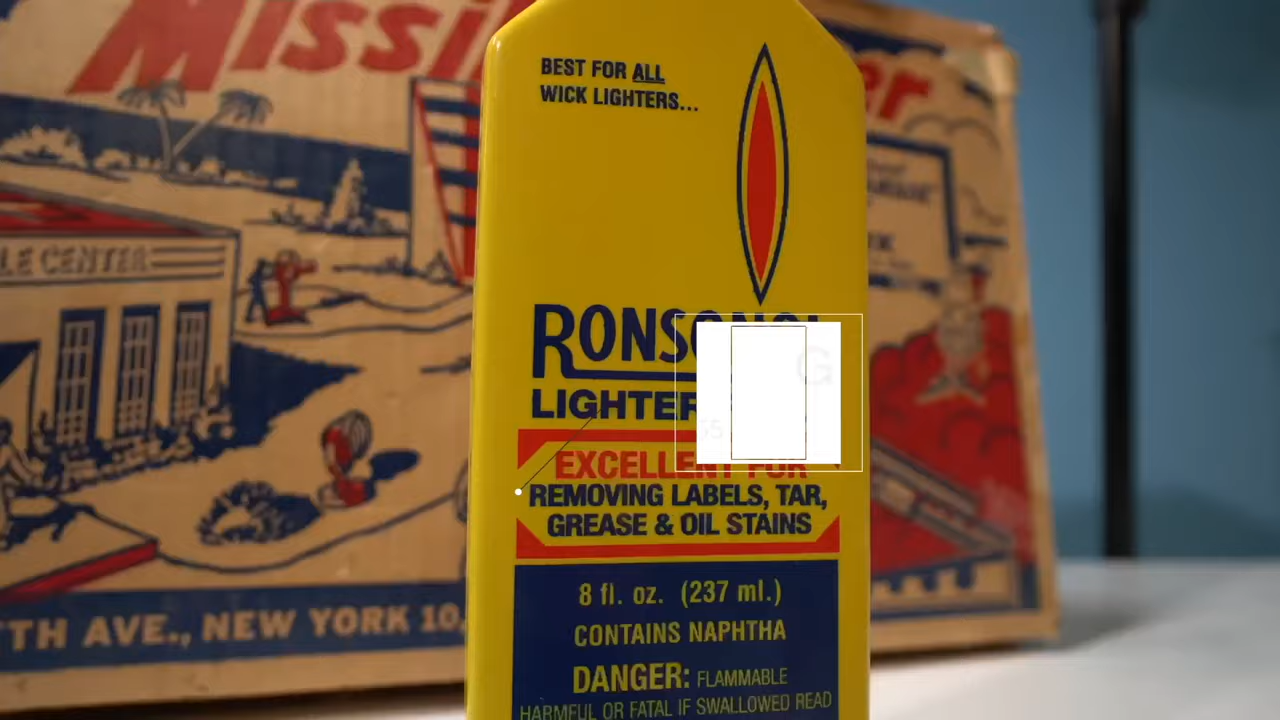 BEST FOR ALL
WICK LIGHTERS...
LE CENTER
RONS
LIGHTER
G
EXCELLENT FOR
REMOVING LABELS, TAR,
GREASE & OIL STAINS
8 fl. oz. (237 ml.)
CONTAINS NAPHTHA
TH AVE., NEW YORK 10,
DANGER: FLAMMABLE
HARMFUL OR FATAL IF SWALLOWED READ